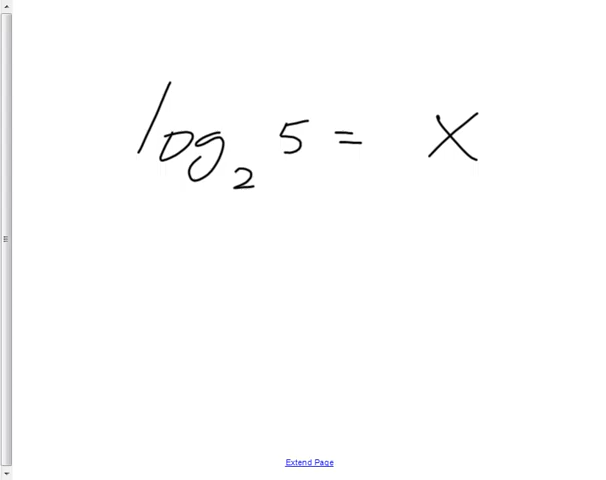 log₂ 5 = x
Extend Page